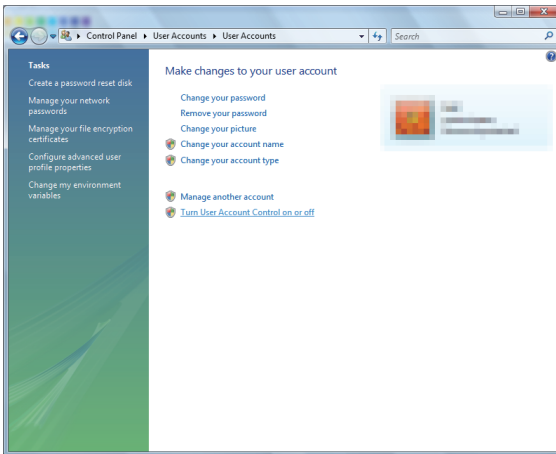 Control Panel ▸ User Accounts ▸ User Accounts
Search
Tasks
Create a password reset disk
Manage your network
passwords
Manage your file encryption
certificates
Configure advanced user
profile properties
Change my environment
variables
Make changes to your user account
Change your password
Remove your password
Change your picture
Change your account name
Change your account type
Manage another account
Turn User Account Control on or off